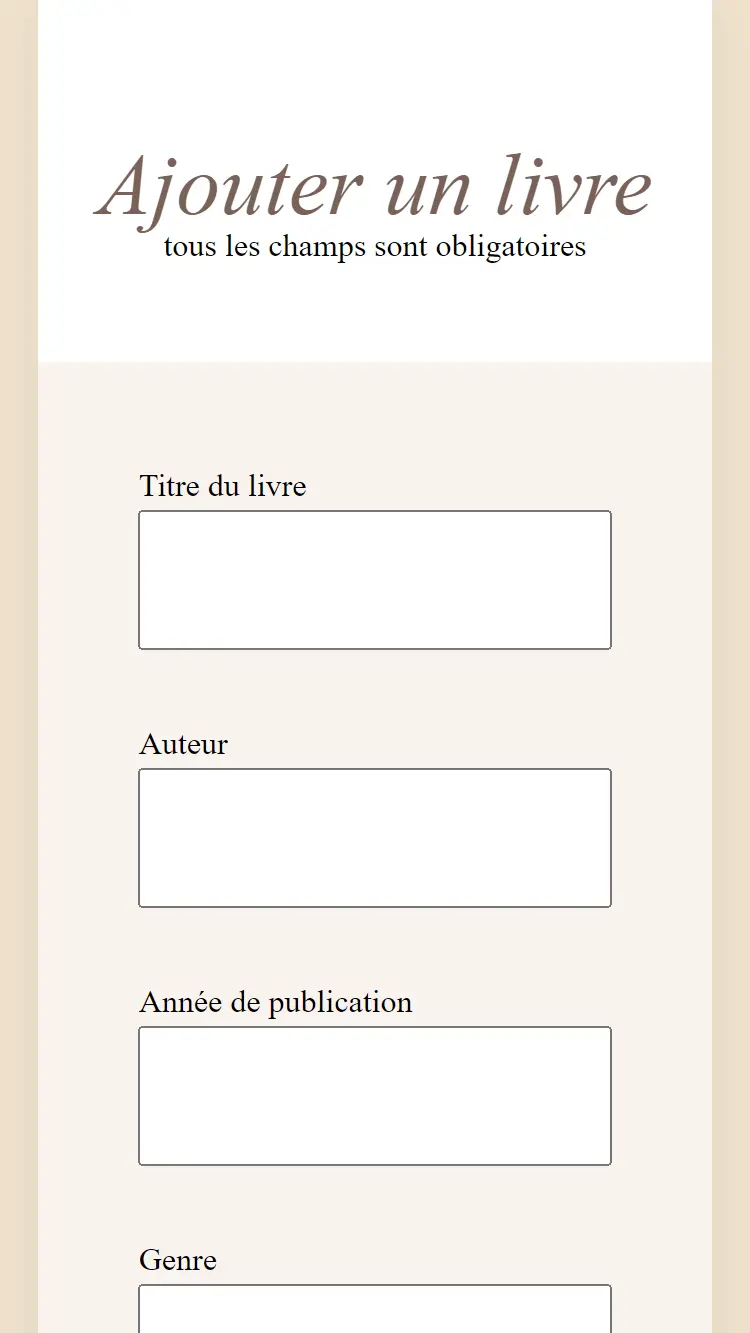 Ajouter un livre
tous les champs sont obligatoires
Titre du livre
Auteur
Année de publication
Genre